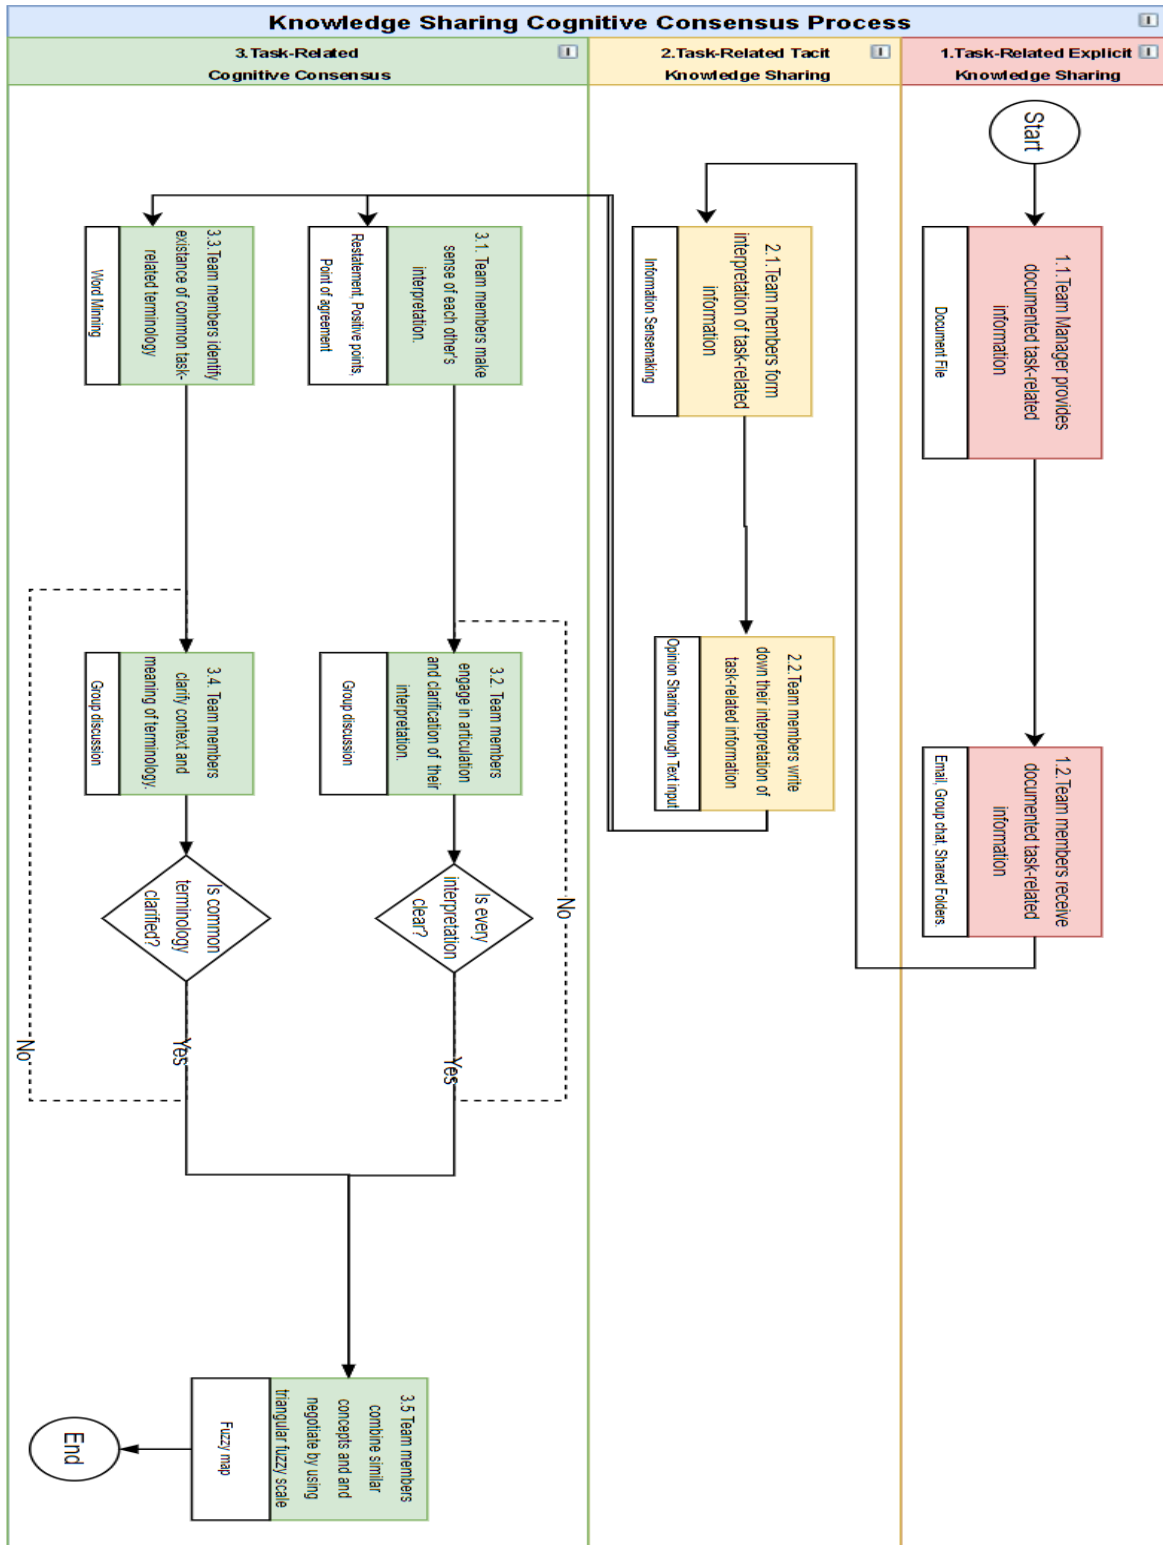 Knowledge Sharing Cognitive Consensus Process
1.Task-Related Explicit
Knowledge Sharing
Start
1.1.Team Manager provides
documented task-related
information
Document File
1.2.Team members receive
documented task-related
information
Email, Group chat, Shared Folders.
2.Task-Related Tacit
Knowledge Sharing
2.1.Team members form
interpretation of task-related
information
Information Sensemaking
2.2.Team members write
down their interpretation of
task-related information
Opinion Sharing through Text input
3.Task-Related
Cognitive Consensus
3.1. Team members make
sense of each other's
interpretation.
Restatement, Positive points,
Point of agreement
3.2. Team members
engage in articulation
and clarification of their
interpretation.
Group discussion
Is every
interpretation
clear?
No
Yes
3.3.Team members identify
existance of common task-
related terminology
Word Minning
3.4. Team members
clarify context and
meaning of terminology.
Group discussion
Is common
terminology
clarified?
Yes
No
3.5 Team members
combine similar
concepts and and
negotiate by using
triangular fuzzy scale
Fuzzy map
End